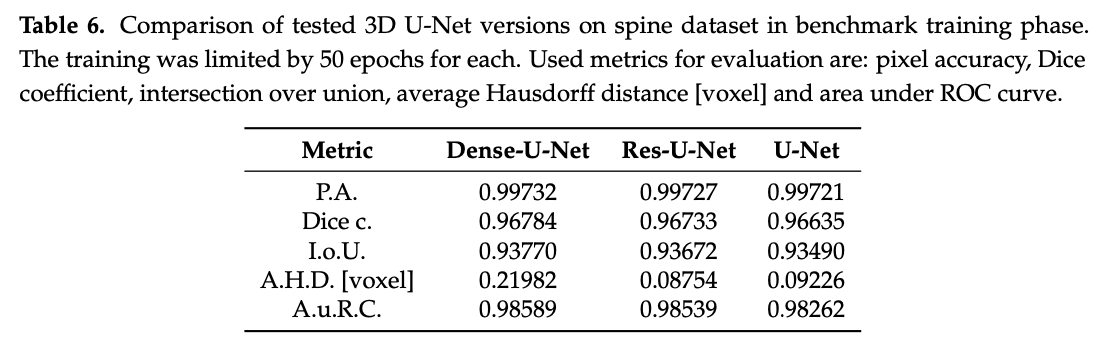 Table 6. Comparison of tested 3D U-Net versions on spine dataset in benchmark training phase.
The training was limited by 50 epochs for each. Used metrics for evaluation are: pixel accuracy, Dice
coefficient, intersection over union, average Hausdorff distance [voxel] and area under ROC curve.
Metric Dense-U-Net Res-U-Net U-Net
P.A. 0.99732 0.99727 0.99721
Dice c. 0.96784 0.96733 0.96635
I.o.U. 0.93770 0.93672 0.93490
A.H.D. [voxel] 0.21982 0.08754 0.09226
A.u.R.C. 0.98589 0.98539 0.98262